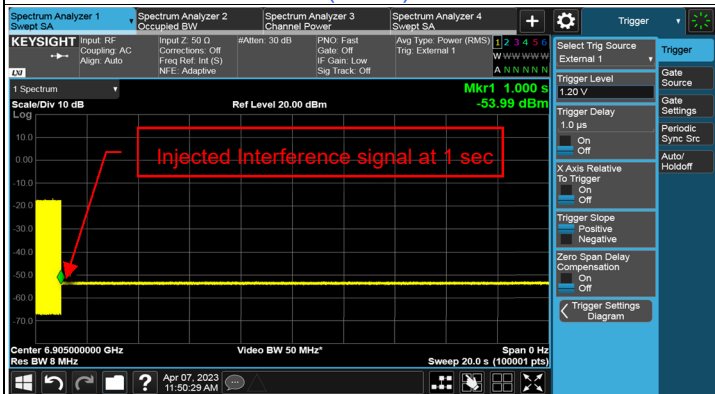 Spectrum Analyzer 1
Swept SA
Spectrum Analyzer 2
Occupied BW
Spectrum Analyzer 3
Channel Power
Spectrum Analyzer 4
Swept SA
Trigger
KEYSIGHT
LXI
Input: RF
Coupling: AC
Align: Auto
Input Z: 50 Ω
Corrections: Off
Freq Ref: Int (S)
NFE: Adaptive
#Atten: 30 dB
PNO: Fast
Gate: Off
IF Gain: Low
Sig Track: Off
Avg Type: Power (RMS)
Trig: External 1
1 2 3 4 5 6
W W W W W W
A N N N N N
1 Spectrum
Scale/Div 10 dB
Log
Ref Level 20.00 dBm
Mkr1 1.000 s
-53.99 dBm
10.0
0.00
-10.0
-20.0
-30.0
-40.0
-50.0
-60.0
-70.0
Injected Interference signal at 1 sec
Center 6.905000000 GHz
Res BW 8 MHz
Video BW 50 MHz*
Span 0 Hz
Sweep 20.0 s (100001 pts)
Select Trig Source
External 1
Trigger Level
1.20 V
Trigger Delay
1.0 µs
On
Off
X Axis Relative
To Trigger
On
Off
Trigger Slope
Positive
Negative
Zero Span Delay
Compensation
On
Off
Trigger Settings
Diagram
Trigger
Gate
Source
Gate
Settings
Periodic
Sync Src
Auto/
Holdoff
?
Apr 07, 2023
11:50:29 AM